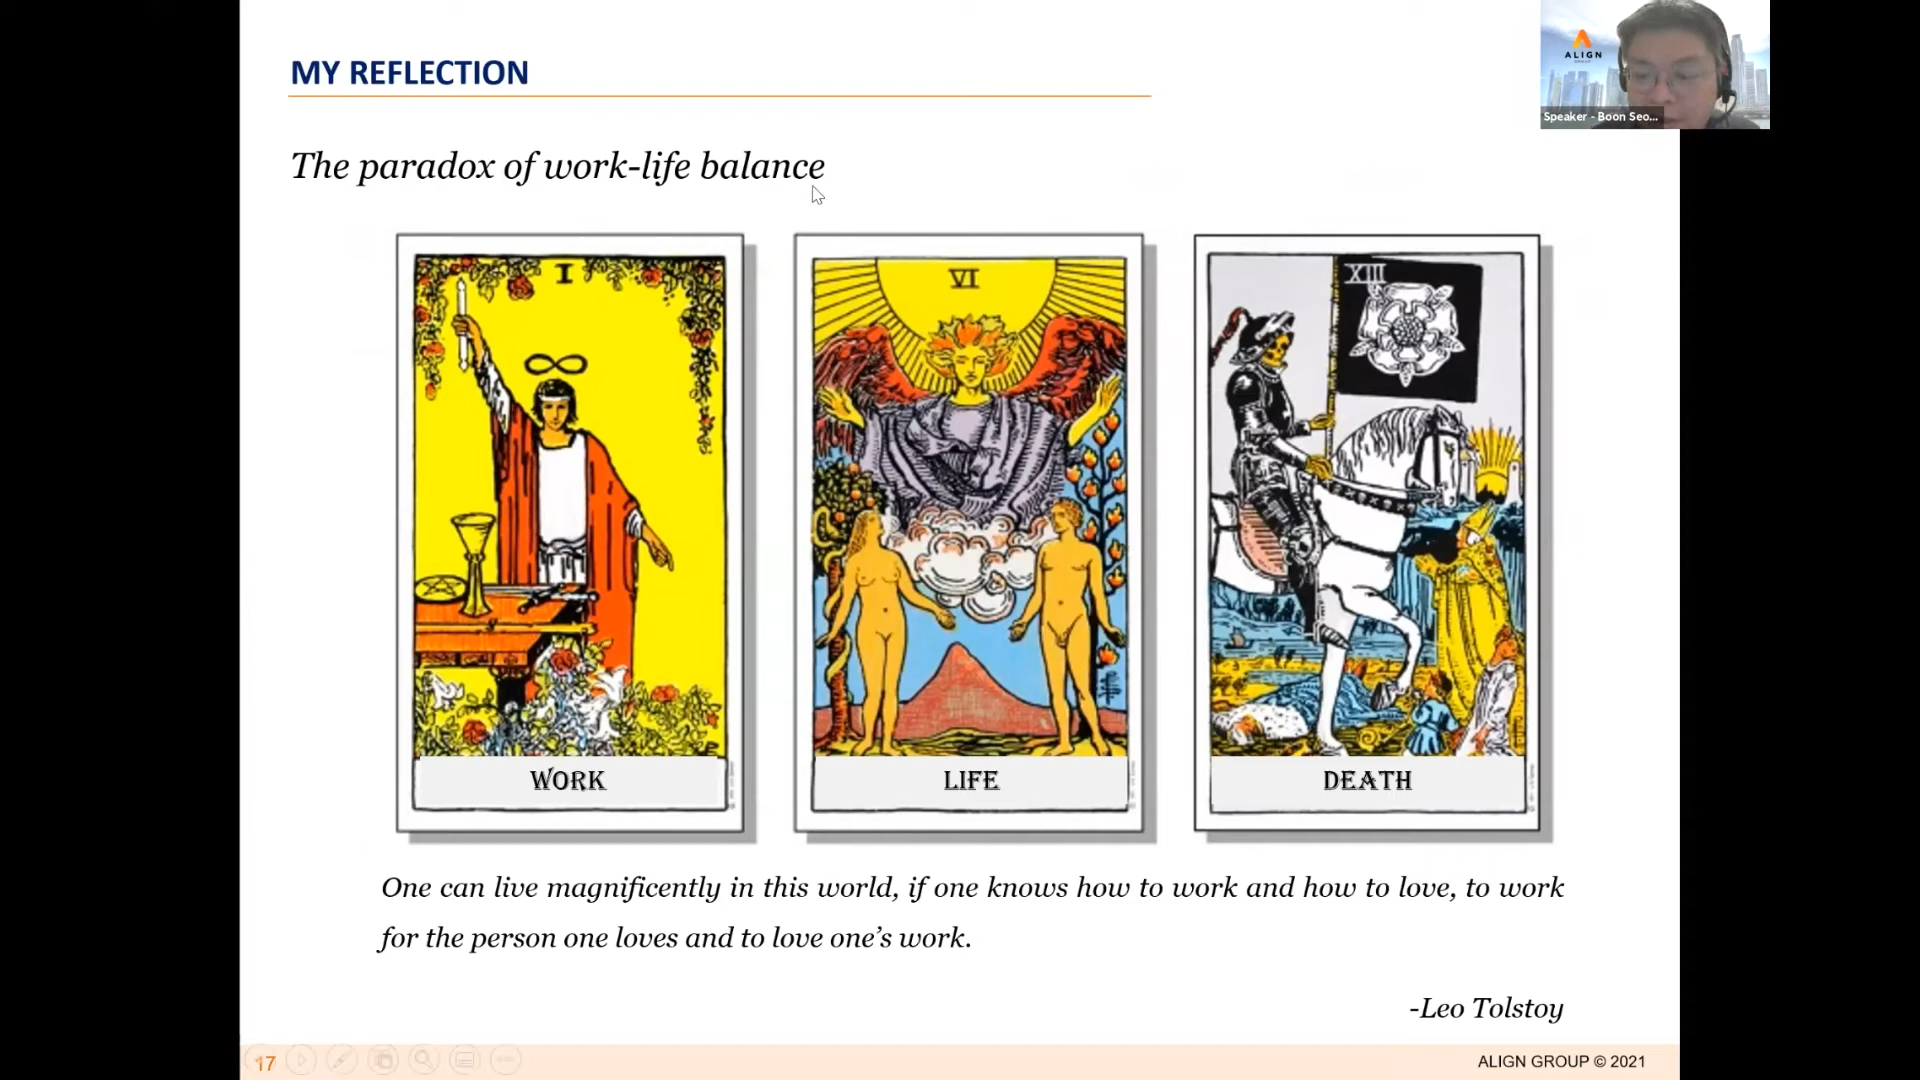 MY REFLECTION
ALIGN
Speaker - Boon Seo...
The paradox of work-life balance
I
VI
XIII
WORK
LIFE
DEATH
One can live magnificently in this world, if one knows how to work and how to love, to work
for the person one loves and to love one's work.
-Leo Tolstoy
17
ALIGN GROUP © 2021